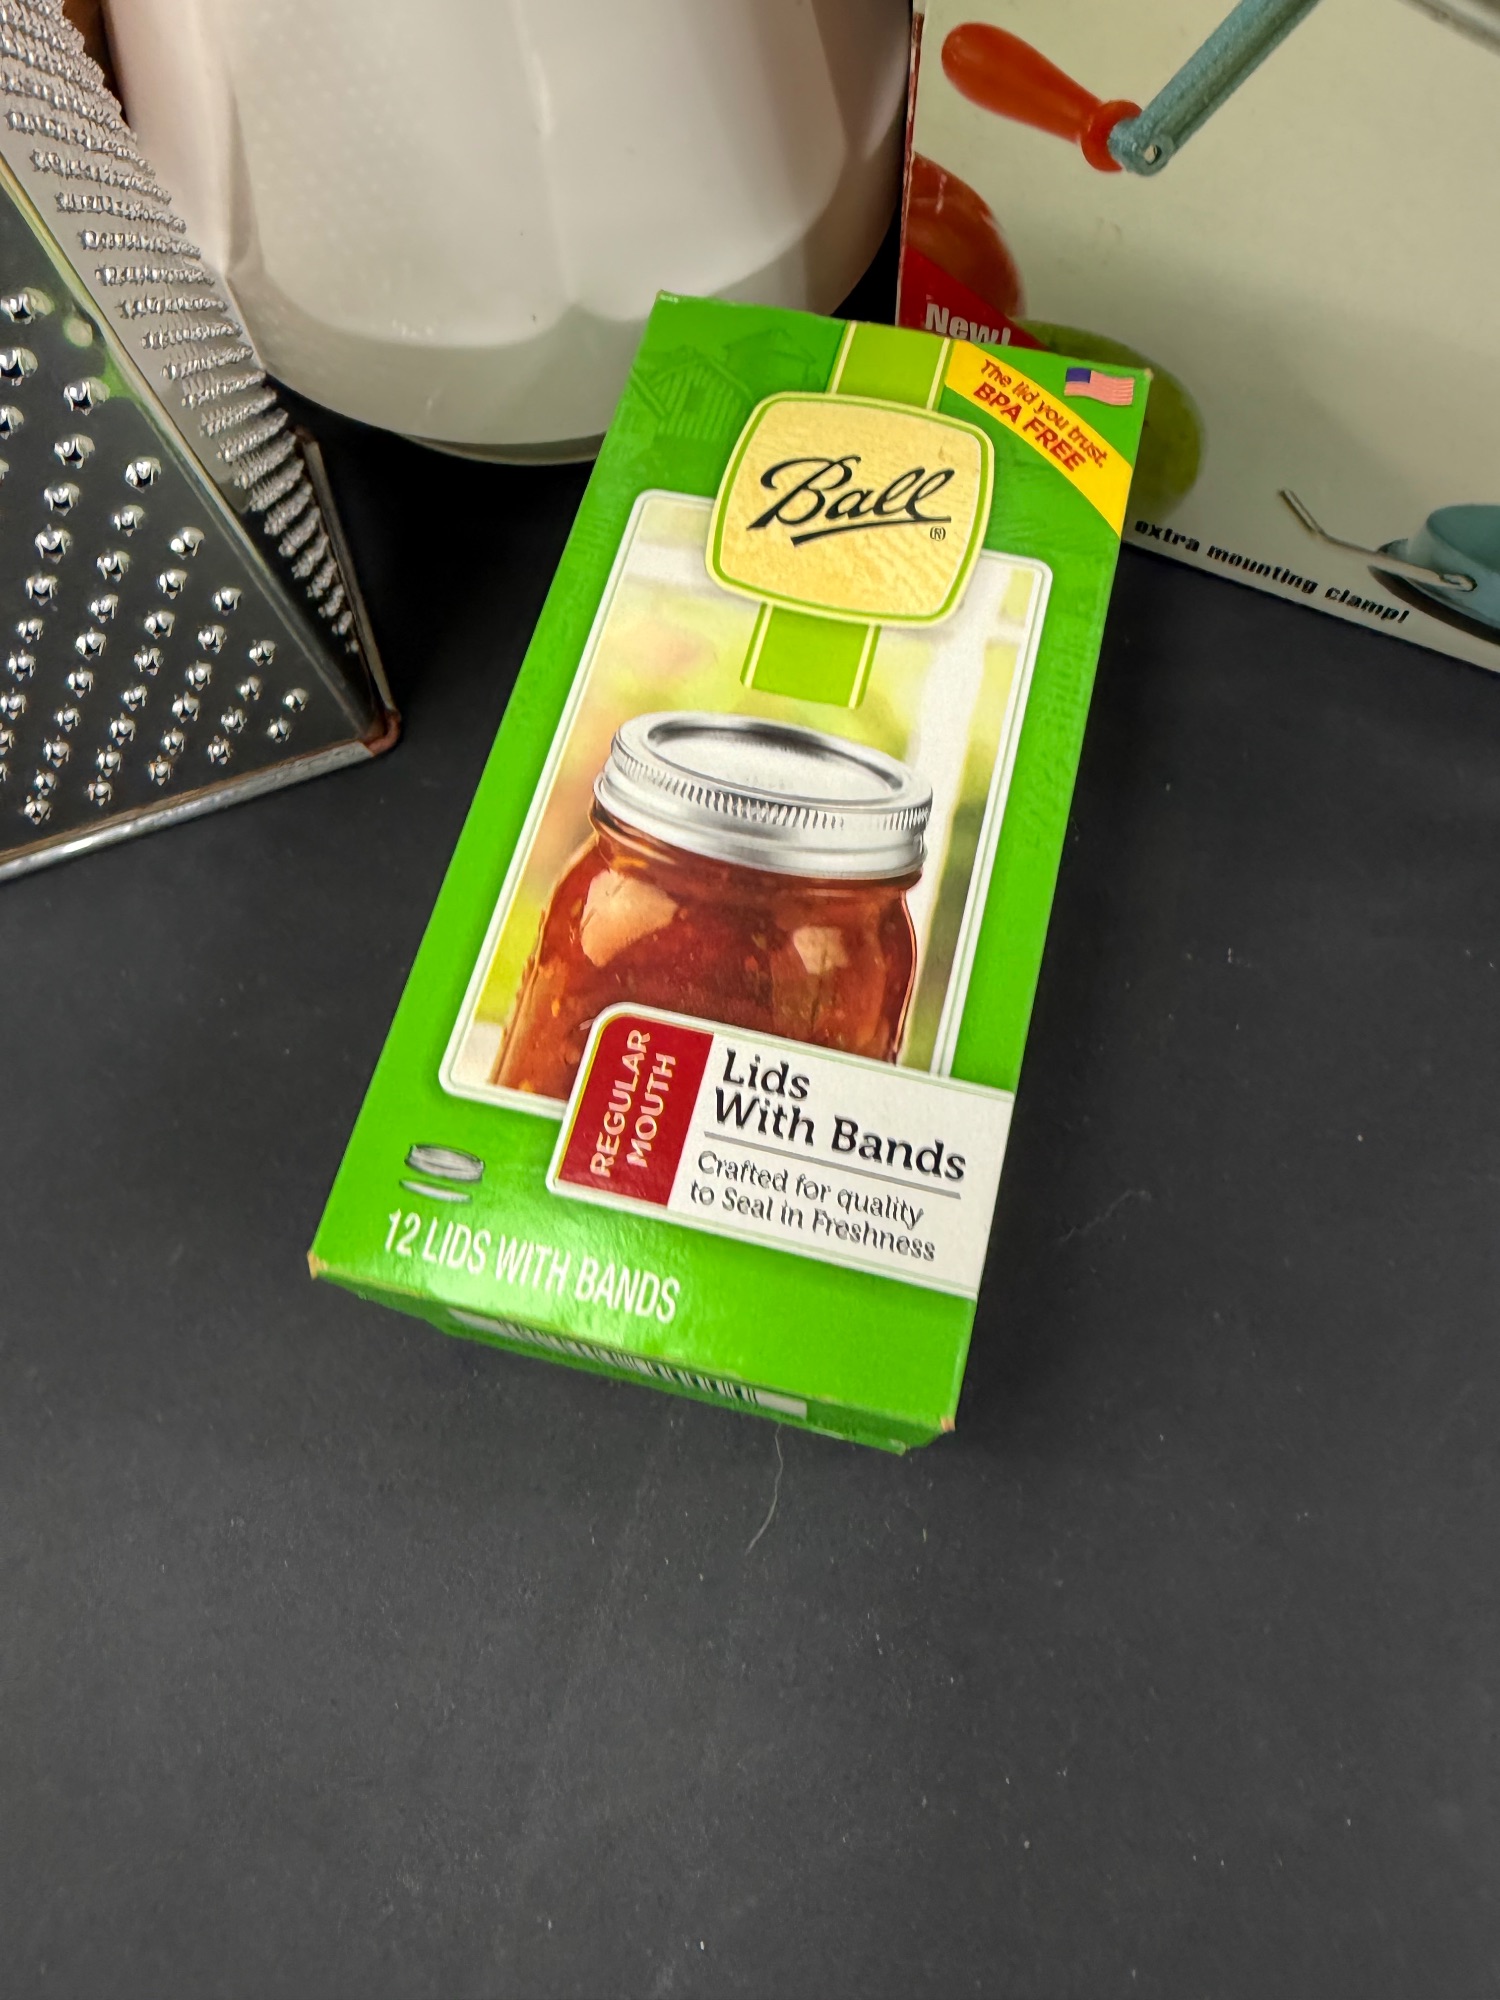 New!
The lid you trust.
BPA FREE
Ball
®
extra mounting clamp!
REGULAR
MOUTH
Lids
With Bands
Crafted for quality
to Seal in Freshness
12 LIDS WITH BANDS